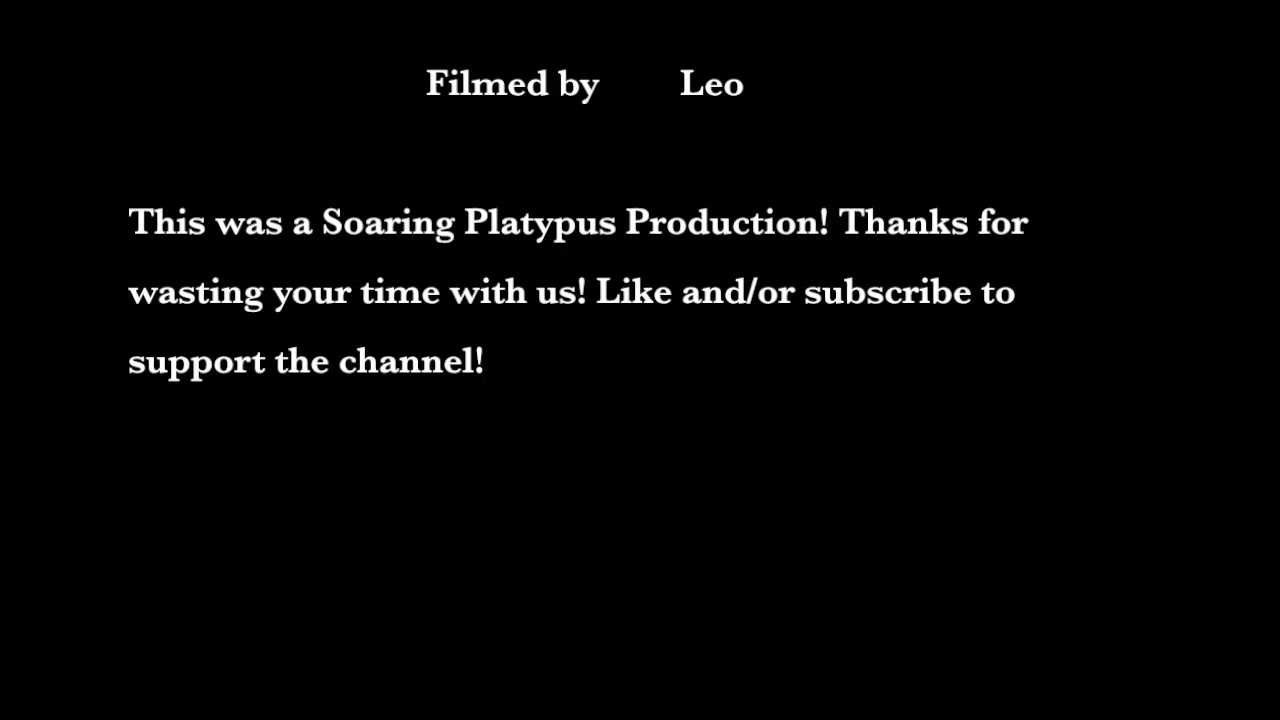 Filmed by Leo
This was a Soaring Platypus Production! Thanks for
wasting your time with us! Like and/or subscribe to
support the channel!